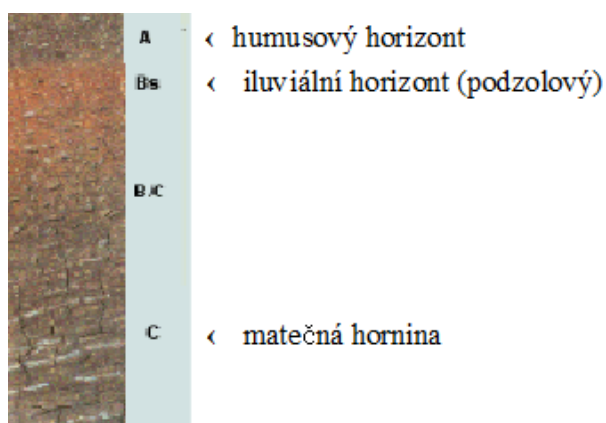 A ‹ humusový horizont
Bs ‹ iluviální horizont (podzolový)
B/C
C ‹ matečná hornina